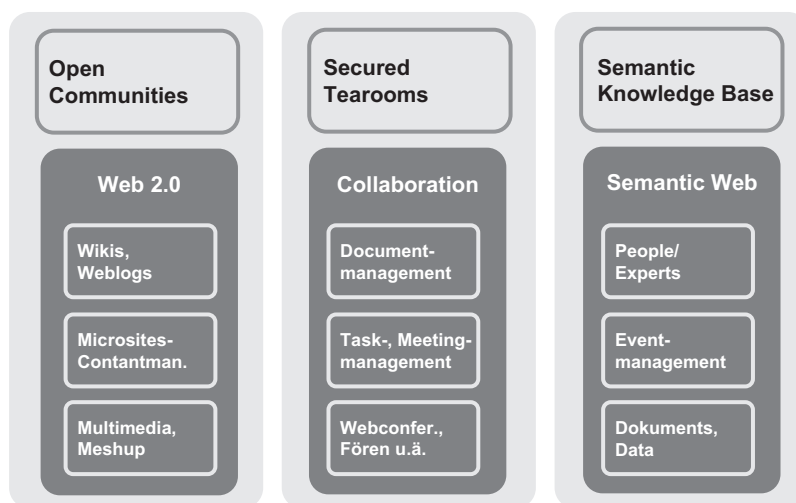 Open
Communities
Web 2.0
Wikis,
Weblogs
Microsites-
Contantman.
Multimedia,
Meshup
Secured
Tearooms
Collaboration
Document-
management
Task-, Meeting-
management
Webconfer.,
Fören u.ä.
Semantic
Knowledge Base
Semantic Web
People/
Experts
Event-
management
Dokuments,
Data